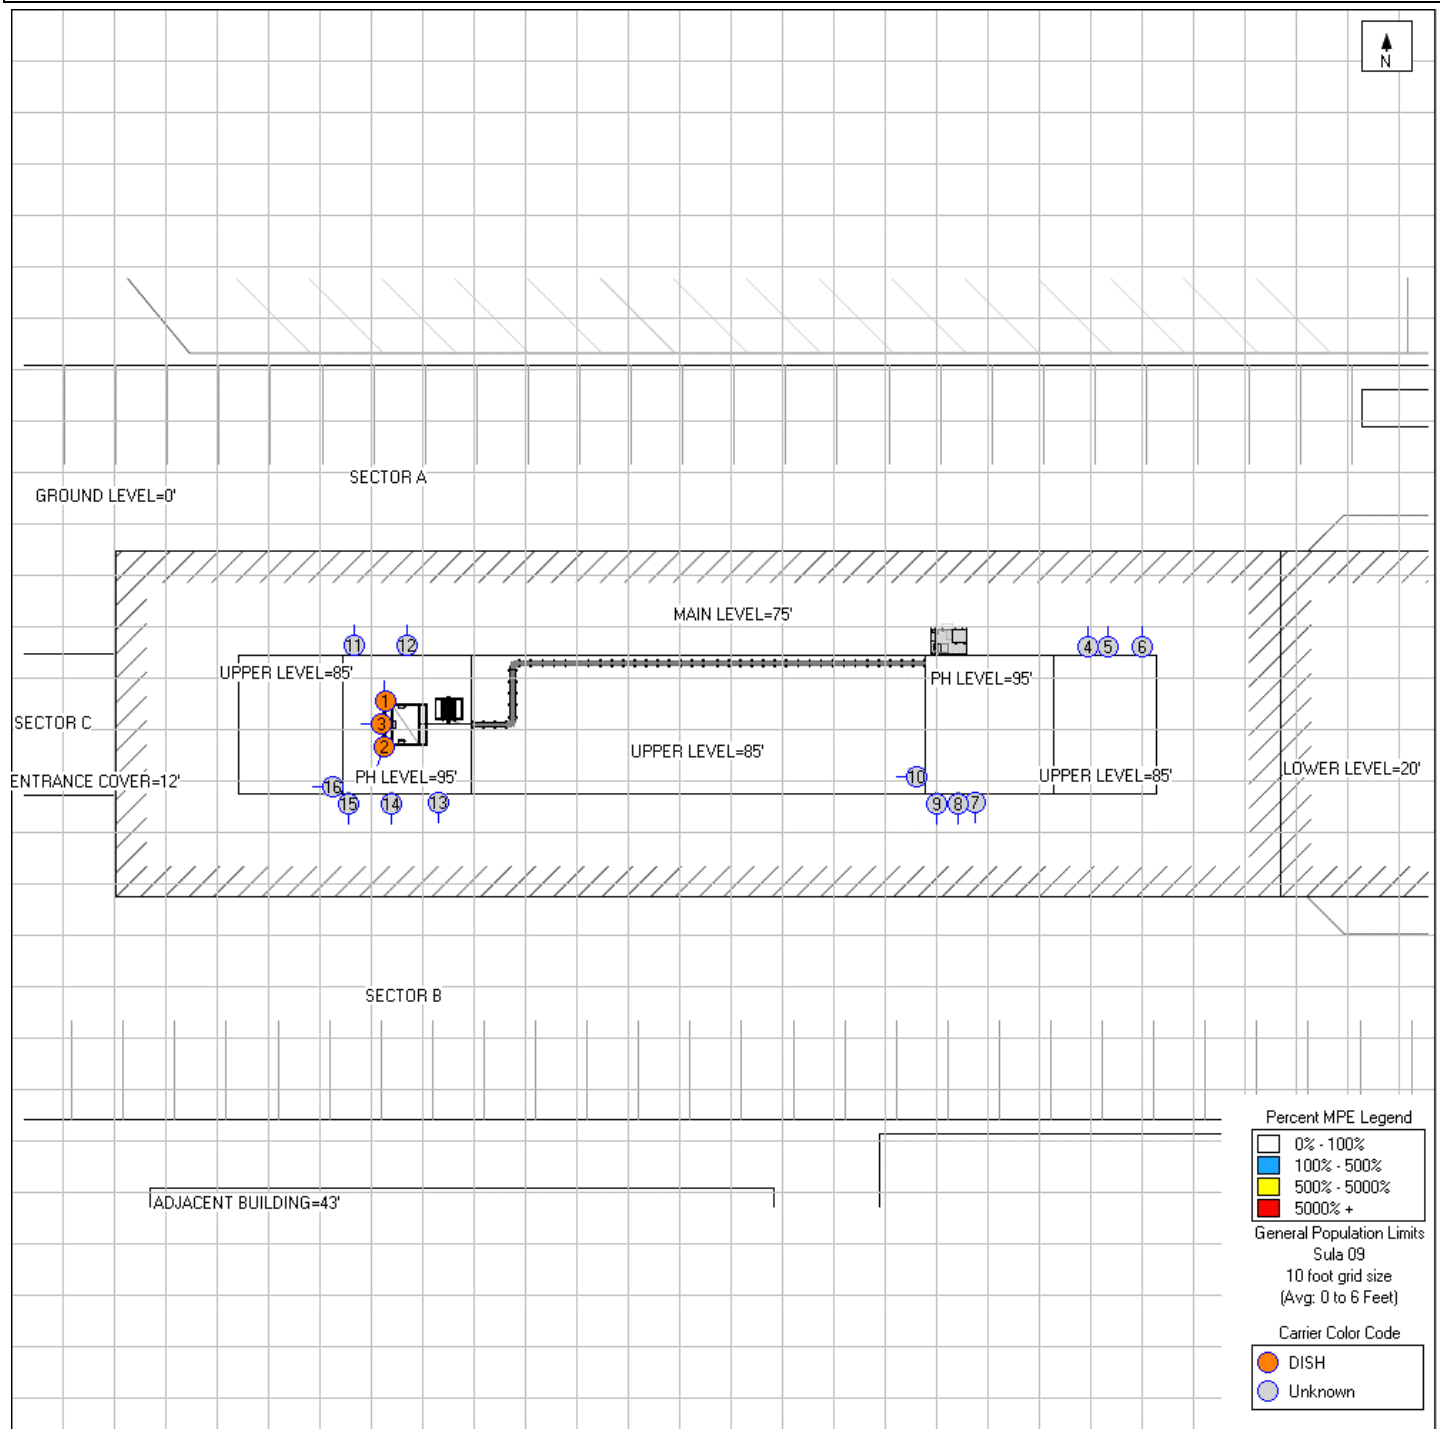 N
SECTOR A
GROUND LEVEL=0'
MAIN LEVEL=75'
11
12
4
5
6
UPPER LEVEL=85'
PH LEVEL=95'
1
SECTOR C
3
2
UPPER LEVEL=85'
ENTRANCE COVER=12'
PH LEVEL=95'
10
UPPER LEVEL=85'
LOWER LEVEL=20'
16
15
14
13
9
8
7
SECTOR B
ADJACENT BUILDING=43'
Percent MPE Legend
0% - 100%
100% - 500%
500% - 5000%
5000% +
General Population Limits
Sula 09
10 foot grid size
(Avg: 0 to 6 Feet)
Carrier Color Code
DISH
Unknown